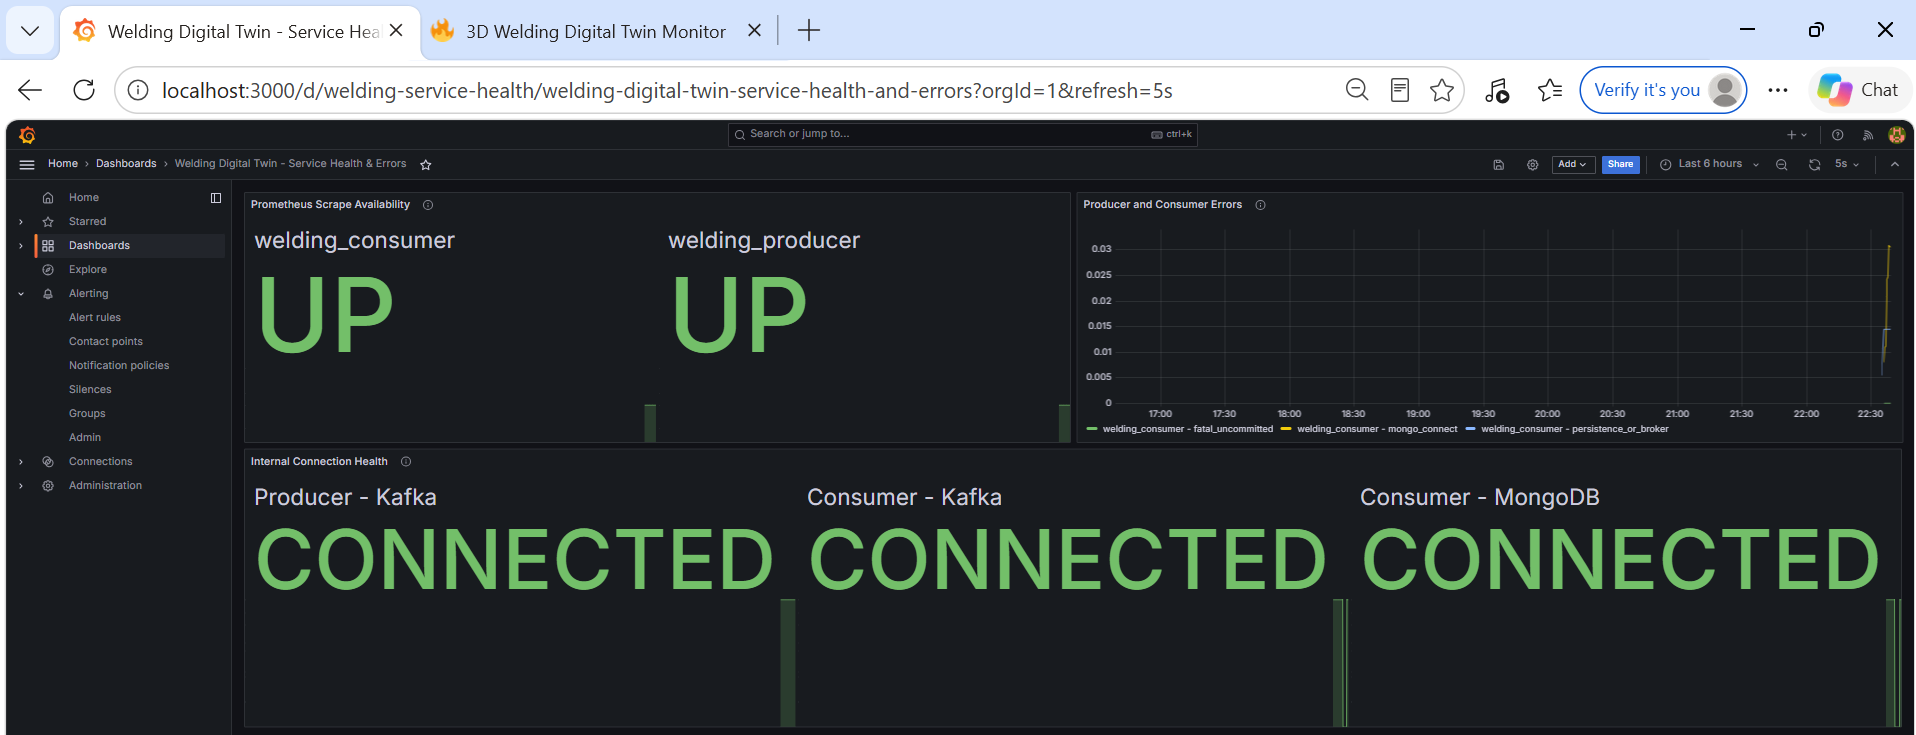 Welding Digital Twin - Service Hea
3D Welding Digital Twin Monitor
localhost:3000/d/welding-service-health/welding-digital-twin-service-health-and-errors?orgId=1&refresh=5s
Verify it's you
Chat
Search or jump to...
ctrl+k
Home › Dashboards › Welding Digital Twin - Service Health & Errors
Add
Share
Last 6 hours
5s
Home
Starred
Dashboards
Explore
Alerting
Alert rules
Contact points
Notification policies
Silences
Groups
Admin
Connections
Administration
Prometheus Scrape Availability
welding_consumer
UP
welding_producer
UP
Producer and Consumer Errors
0.03
0.025
0.02
0.015
0.01
0.005
0
17:00 17:30 18:00 18:30 19:00 19:30 20:00 20:30 21:00 21:30 22:00 22:30
welding_consumer - fatal_uncommitted welding_consumer - mongo_connect welding_consumer - persistence_or_broker
Internal Connection Health
Producer - Kafka
CONNECTED
Consumer - Kafka
CONNECTED
Consumer - MongoDB
CONNECTED